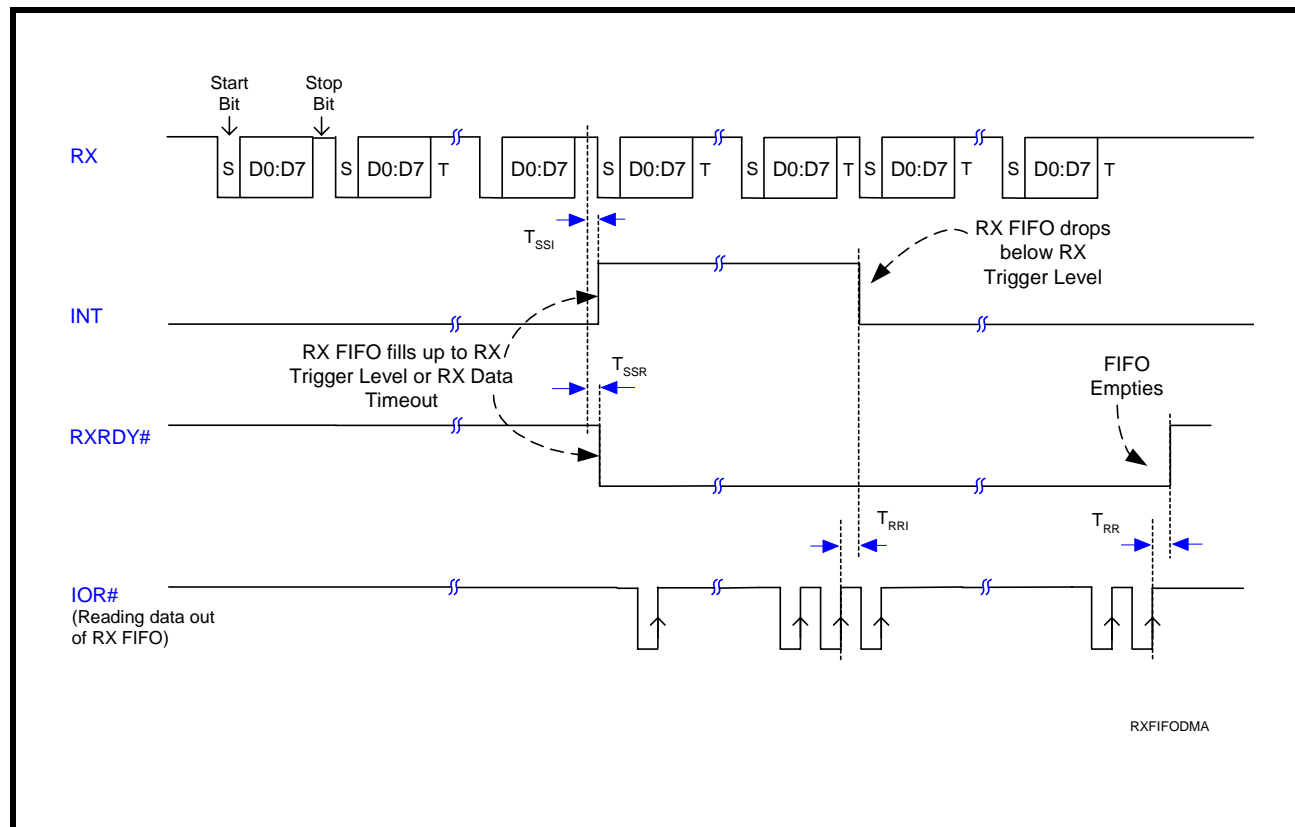 Start
Bit
Stop
Bit
RX
S D0:D7 S D0:D7 T D0:D7 S D0:D7 T S D0:D7 T S D0:D7 T S D0:D7 T
TSSI
RX FIFO drops
below RX
Trigger Level
INT
RX FIFO fills up to RX
Trigger Level or RX Data
Timeout
TSSR
FIFO
Empties
RXRDY#
TRRI
TRR
IOR#
(Reading data out
of RX FIFO)
RXFIFODMA